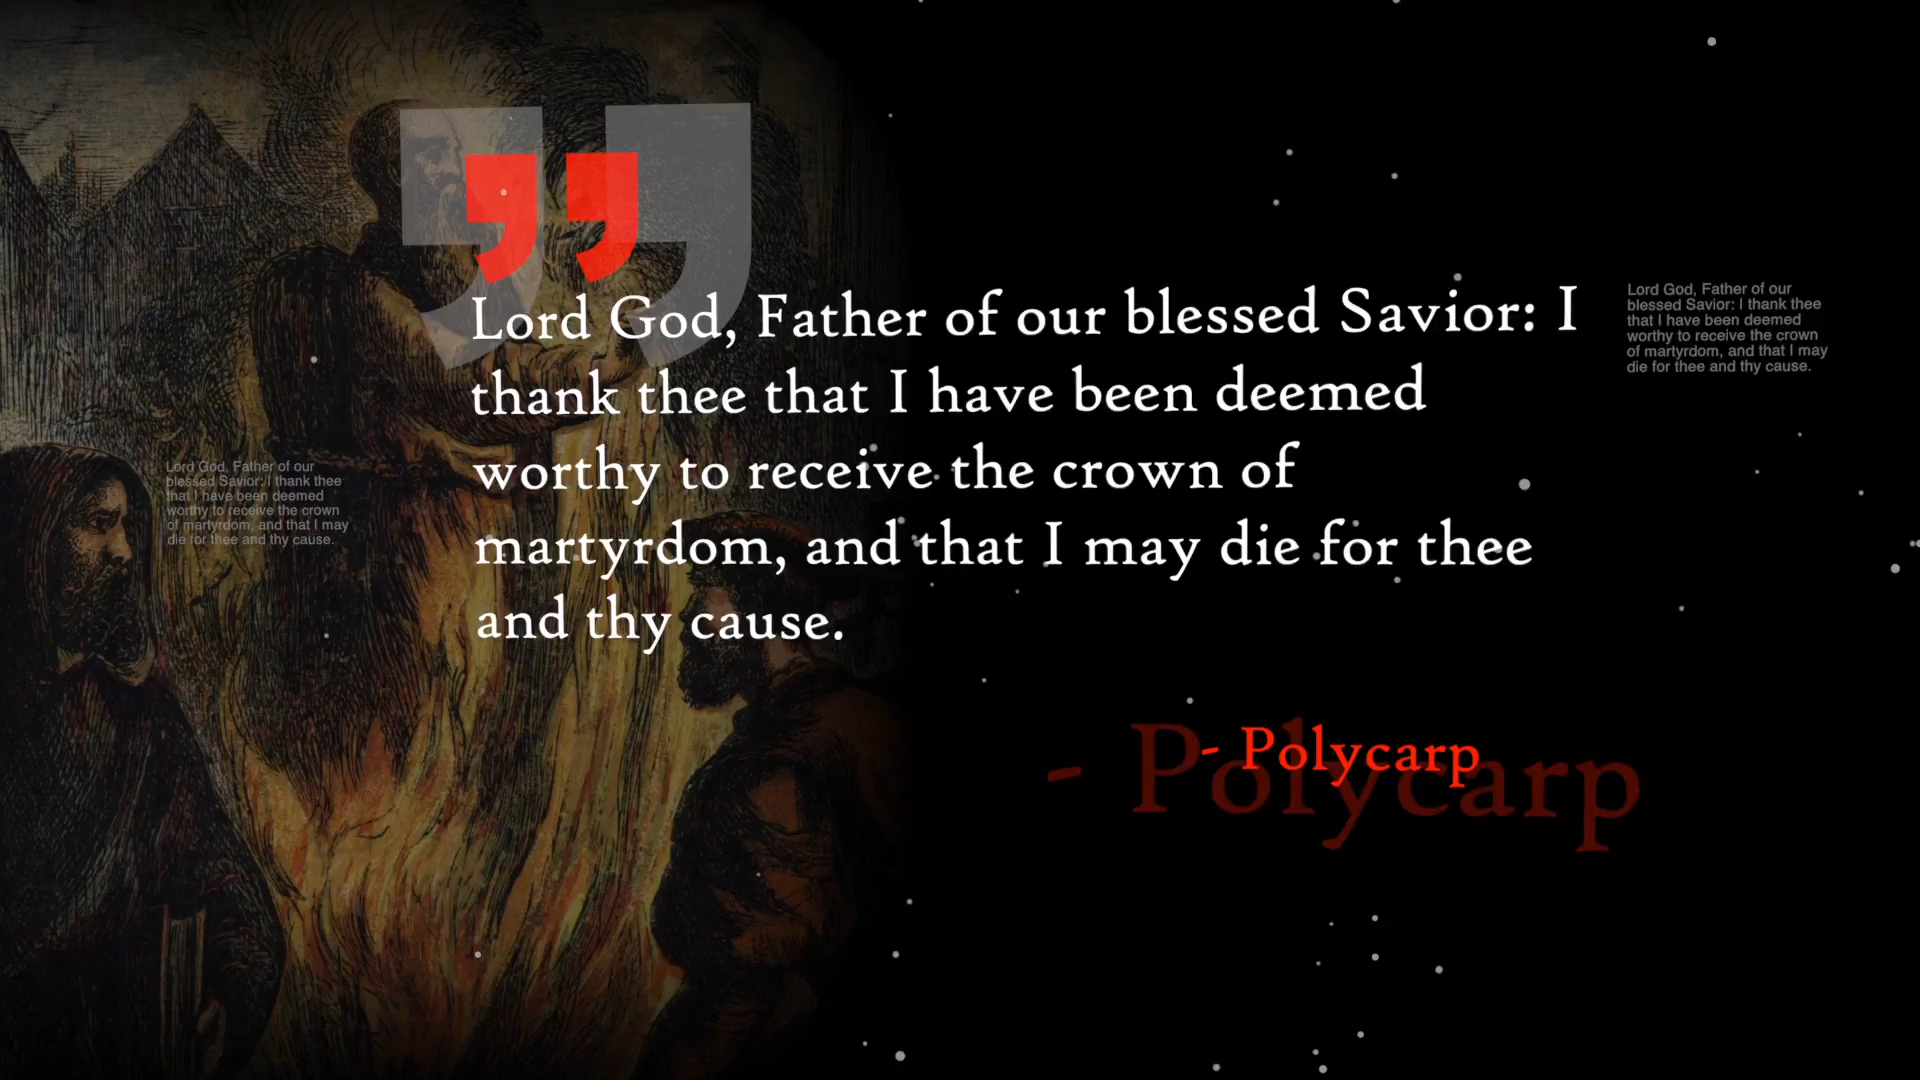 ”
Lord God, Father of our blessed Savior: I
thank thee that I have been deemed
worthy to receive the crown of
martyrdom, and that I may die for thee
and thy cause.
- Polycarp
- Polycarp
Lord God, Father of our
blessed Savior: I thank thee
that I have been deemed
worthy to receive the crown
of martyrdom, and that I may
die for thee and thy cause.
Lord God, Father of our
blessed Savior: I thank thee
that I have been deemed
worthy to receive the crown
of martyrdom, and that I may
die for thee and thy cause.